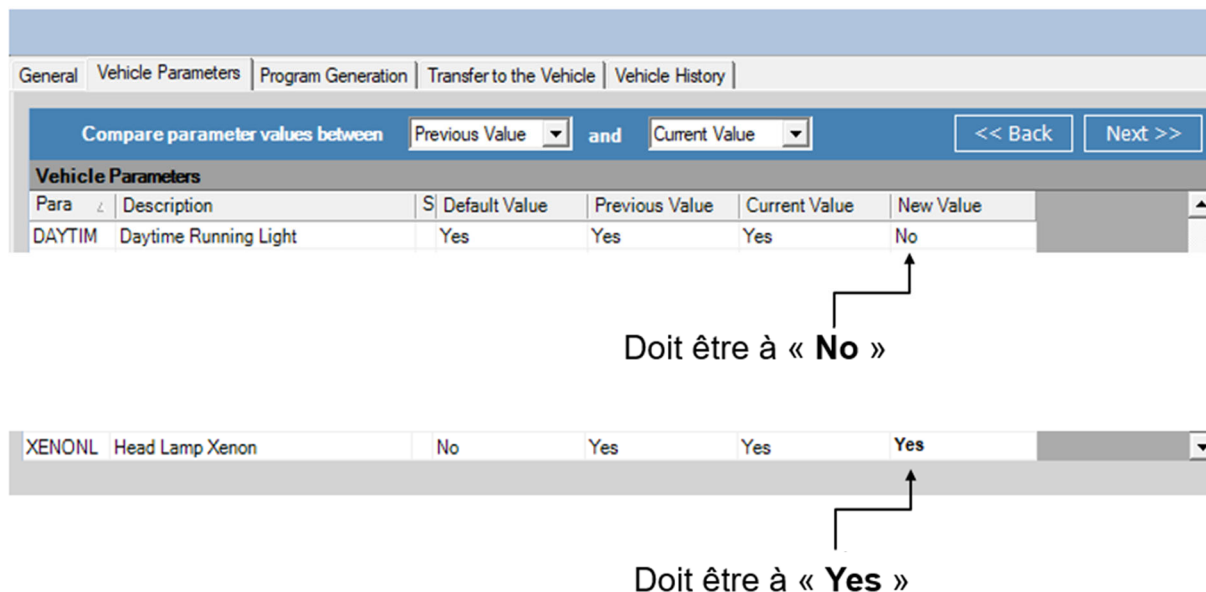 General Vehicle Parameters Program Generation Transfer to the Vehicle Vehicle History
Compare parameter values between Previous Value and Current Value << Back Next >>
Vehicle Parameters
Para Description S Default Value Previous Value Current Value New Value
DAYTIM Daytime Running Light Yes Yes Yes No
Doit être à « No »
XENONL Head Lamp Xenon No Yes Yes Yes
Doit être à « Yes »